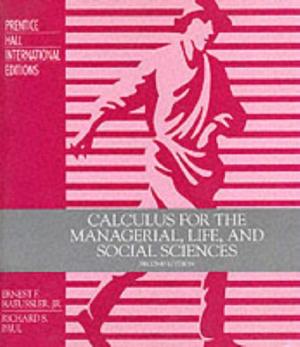 PRENTICE
HALL
INTERNATIONAL
EDITIONS
CALCULUS FOR THE
MANAGERIAL, LIFE, AND
SOCIAL SCIENCES
SECOND EDITION
ERNEST F.
HAEUSSLER, JR.
RICHARD S.
PAUL